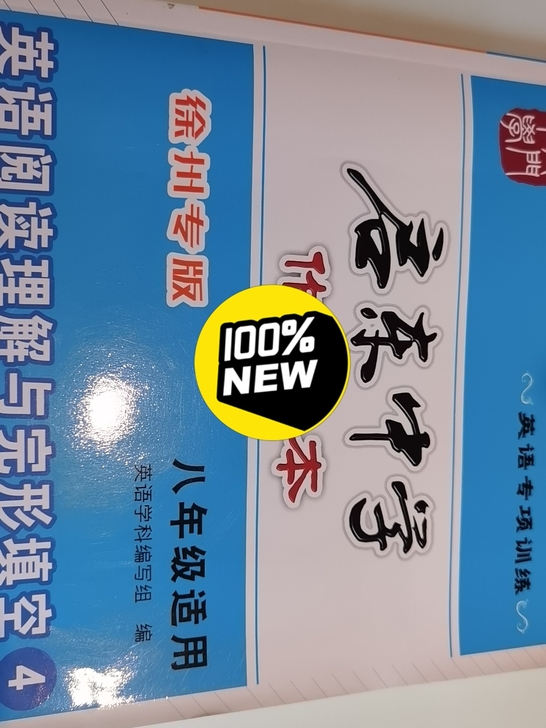 英语专项训练
启东中学
作
本
100%
NEW
徐州专版
八年级适用
英语学科编写组 编
英语阅读理解与完形填空 4